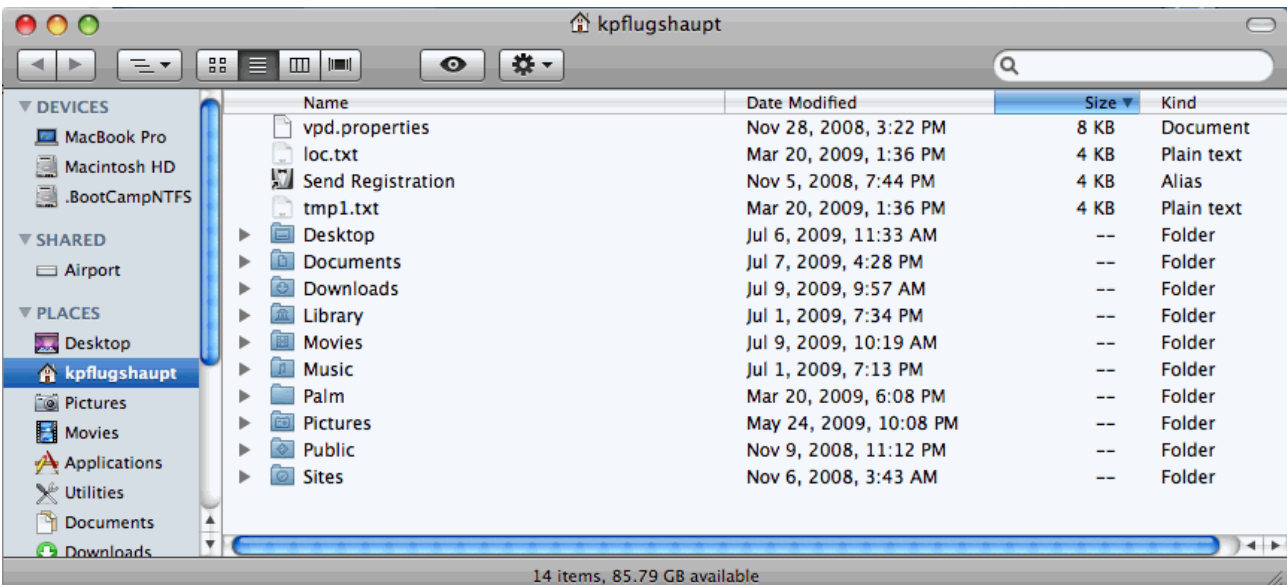 kpflugshaupt
DEVICES
MacBook Pro
Macintosh HD
.BootCampNTFS
SHARED
Airport
PLACES
Desktop
kpflugshaupt
Pictures
Movies
Applications
Utilities
Documents
Downloads
Name Date Modified Size Kind
vpd.properties Nov 28, 2008, 3:22 PM 8 KB Document
loc.txt Mar 20, 2009, 1:36 PM 4 KB Plain text
Send Registration Nov 5, 2008, 7:44 PM 4 KB Alias
tmp1.txt Mar 20, 2009, 1:36 PM 4 KB Plain text
Desktop Jul 6, 2009, 11:33 AM -- Folder
Documents Jul 7, 2009, 4:28 PM -- Folder
Downloads Jul 9, 2009, 9:57 AM -- Folder
Library Jul 1, 2009, 7:34 PM -- Folder
Movies Jul 9, 2009, 10:19 AM -- Folder
Music Jul 1, 2009, 7:13 PM -- Folder
Palm Mar 20, 2009, 6:08 PM -- Folder
Pictures May 24, 2009, 10:08 PM -- Folder
Public Nov 9, 2008, 11:12 PM -- Folder
Sites Nov 6, 2008, 3:43 AM -- Folder
14 items, 85.79 GB available